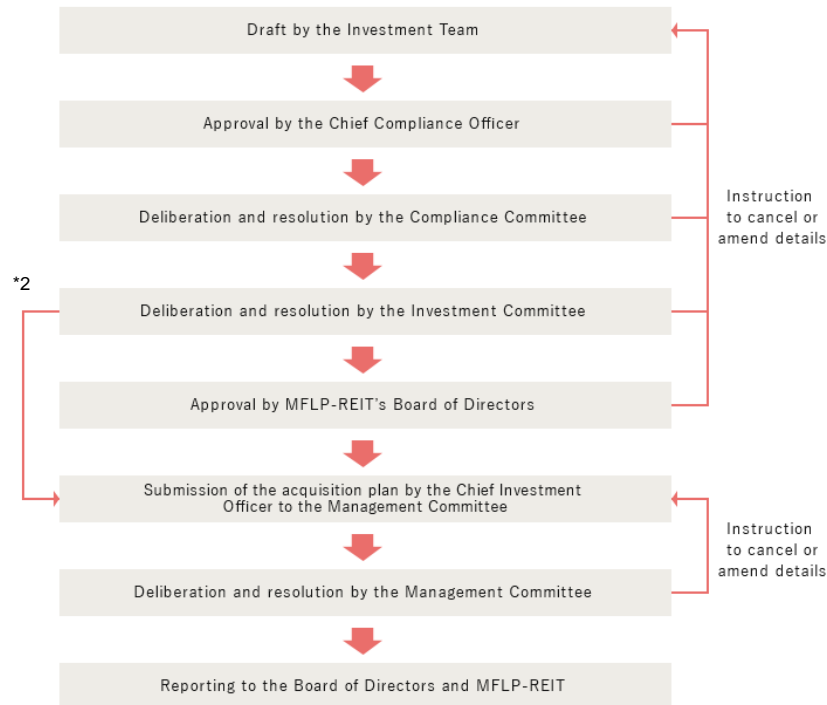 Draft by the Investment Team
Approval by the Chief Compliance Officer
Instruction
to cancel or
amend details
Deliberation and resolution by the Compliance Committee
*2
Deliberation and resolution by the Investment Committee
Approval by MFLP-REIT's Board of Directors
Submission of the acquisition plan by the Chief Investment
Officer to the Management Committee
Instruction
to cancel or
amend details
Deliberation and resolution by the Management Committee
Reporting to the Board of Directors and MFLP-REIT